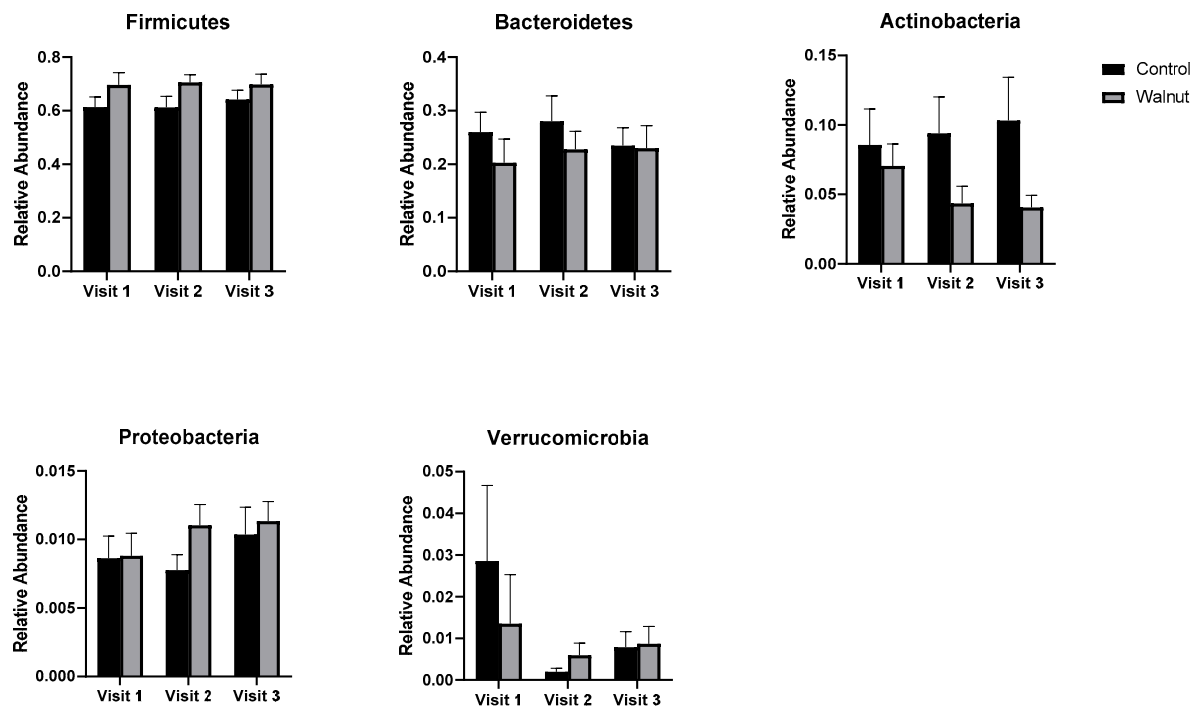 Firmicutes
Relative Abundance
0.8
0.6
0.4
0.2
0.0
Visit 1 Visit 2 Visit 3
Bacteroidetes
Relative Abundance
0.4
0.3
0.2
0.1
0.0
Visit 1 Visit 2 Visit 3
Actinobacteria
Relative Abundance
0.15
0.10
0.05
0.00
Visit 1 Visit 2 Visit 3
Control
Walnut
Proteobacteria
Relative Abundance
0.015
0.010
0.005
0.000
Visit 1 Visit 2 Visit 3
Verrucomicrobia
Relative Abundance
0.05
0.04
0.03
0.02
0.01
0.00
Visit 1 Visit 2 Visit 3